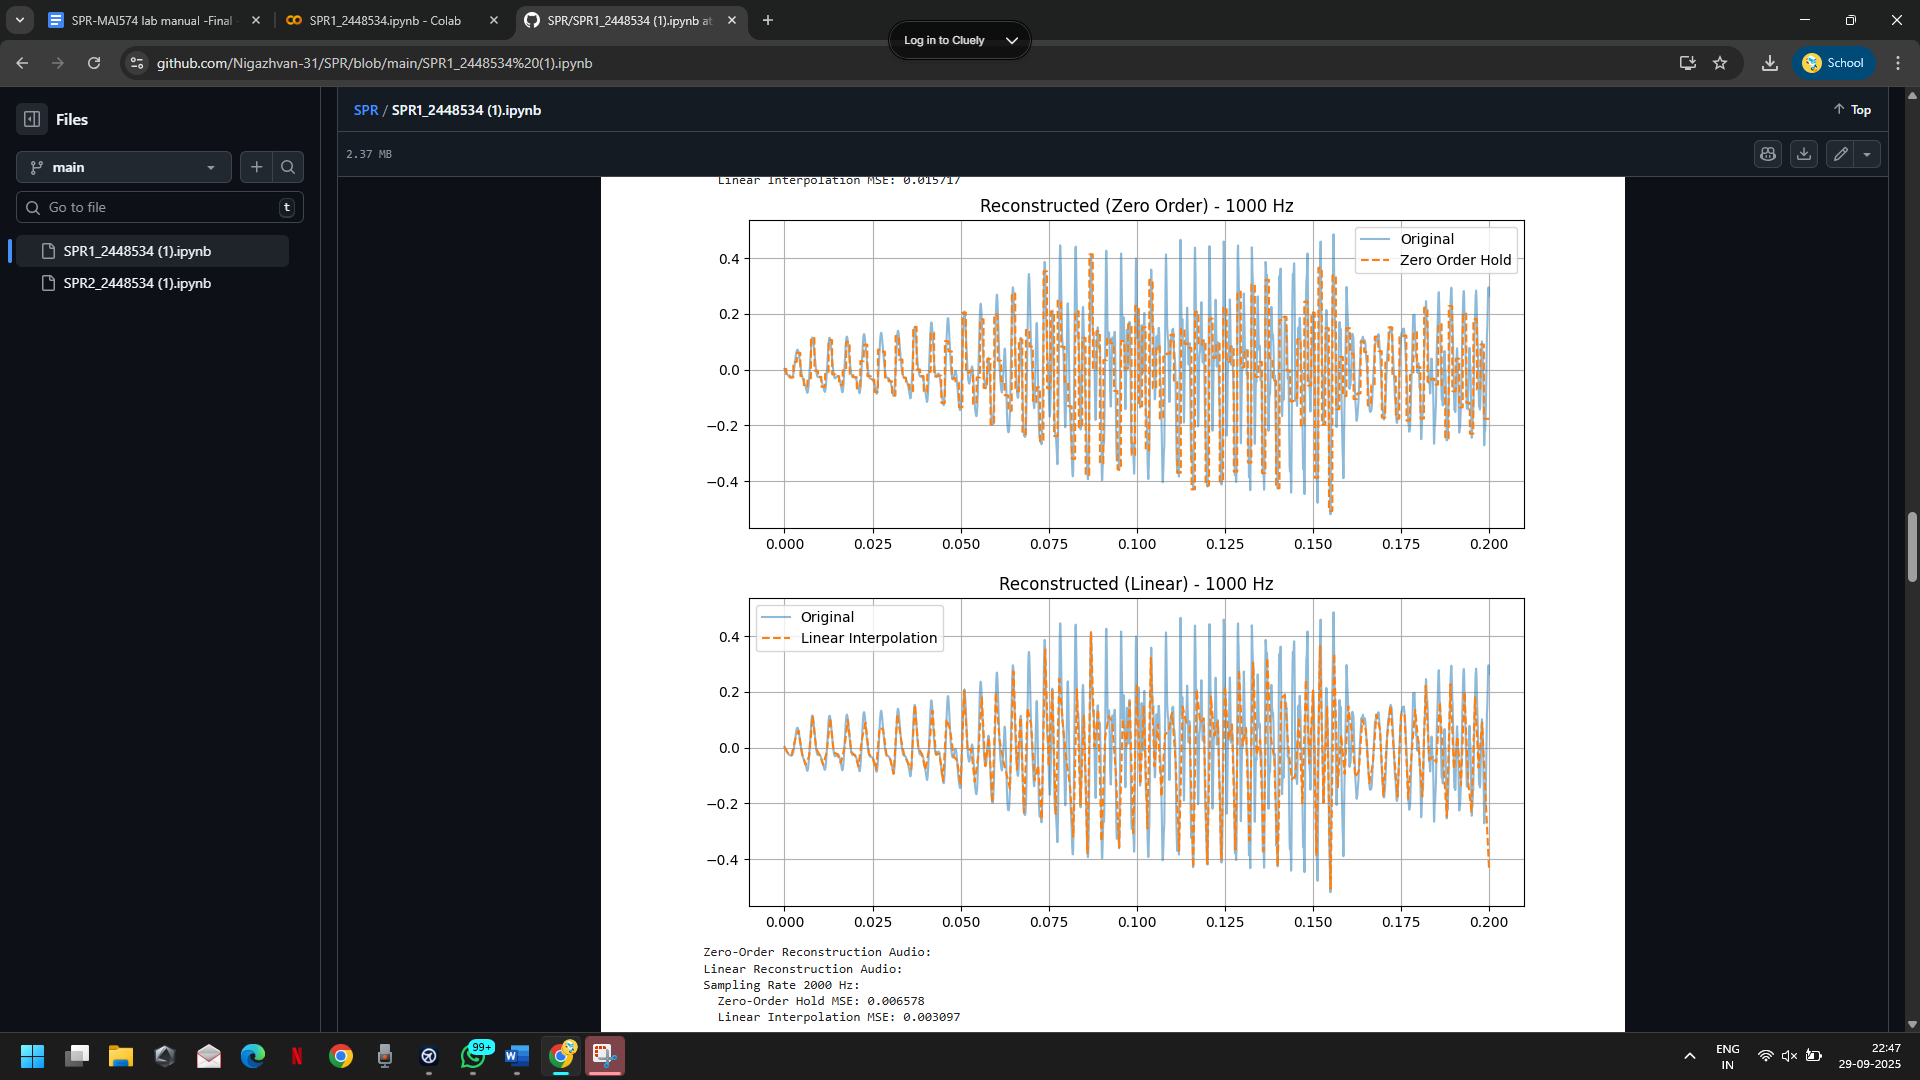 SPR-MAI574 lab manual -Final
SPR1_2448534.ipynb - Colab
SPR/SPR1_2448534 (1).ipynb at
Log in to Cluely
github.com/Nigazhvan-31/SPR/blob/main/SPR1_2448534%20(1).ipynb
School
Files
SPR / SPR1_2448534 (1).ipynb
Top
main
2.37 MB
Go to file
t
SPR1_2448534 (1).ipynb
SPR2_2448534 (1).ipynb
Linear Interpolation MSE: 0.015717
Reconstructed (Zero Order) - 1000 Hz
Original
Zero Order Hold
0.4
0.2
0.0
−0.2
−0.4
0.000 0.025 0.050 0.075 0.100 0.125 0.150 0.175 0.200
Reconstructed (Linear) - 1000 Hz
Original
Linear Interpolation
0.4
0.2
0.0
−0.2
−0.4
0.000 0.025 0.050 0.075 0.100 0.125 0.150 0.175 0.200
Zero-Order Reconstruction Audio:
Linear Reconstruction Audio:
Sampling Rate 2000 Hz:
Zero-Order Hold MSE: 0.006578
Linear Interpolation MSE: 0.003097
99+
ENG
IN
22:47
29-09-2025